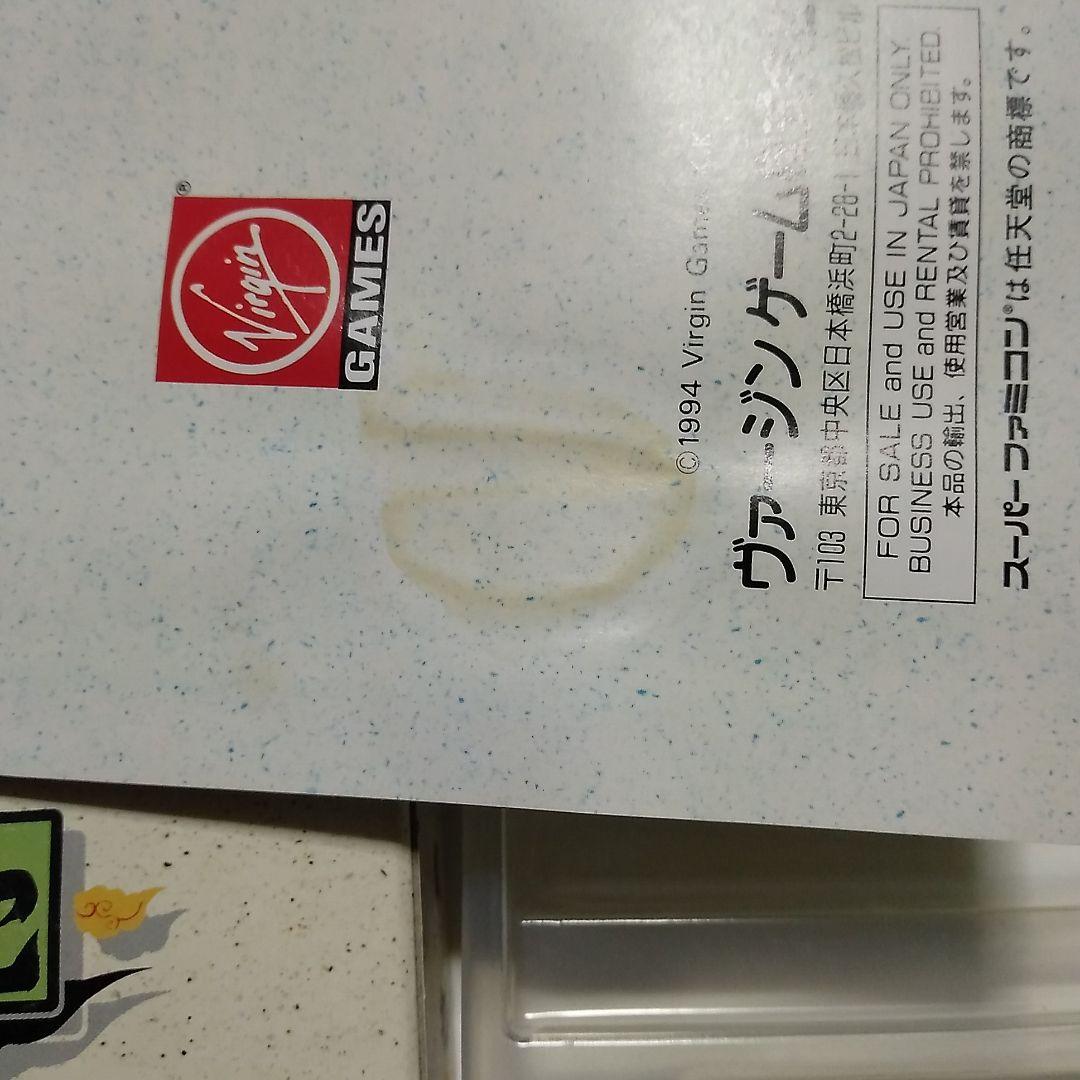 Virgin®
GAMES
©1994 Virgin Games
ヴァージンゲーム
〒103 東京都中央区日本橋浜町2-28-1
FOR SALE and USE IN JAPAN ONLY
BUSINESS USE and RENTAL PROHIBITED.
本品の輸出、使用営業及び賃貸を禁じます。
スーパーファミコン®は任天堂の商標です。